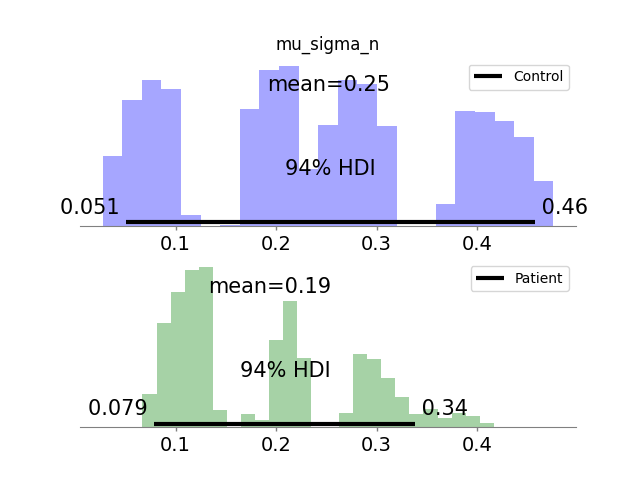 mu_sigma_n
mean=0.25
Control
94% HDI
0.051
0.46
0.1 0.2 0.3 0.4
mean=0.19
Patient
94% HDI
0.079
0.34
0.1 0.2 0.3 0.4